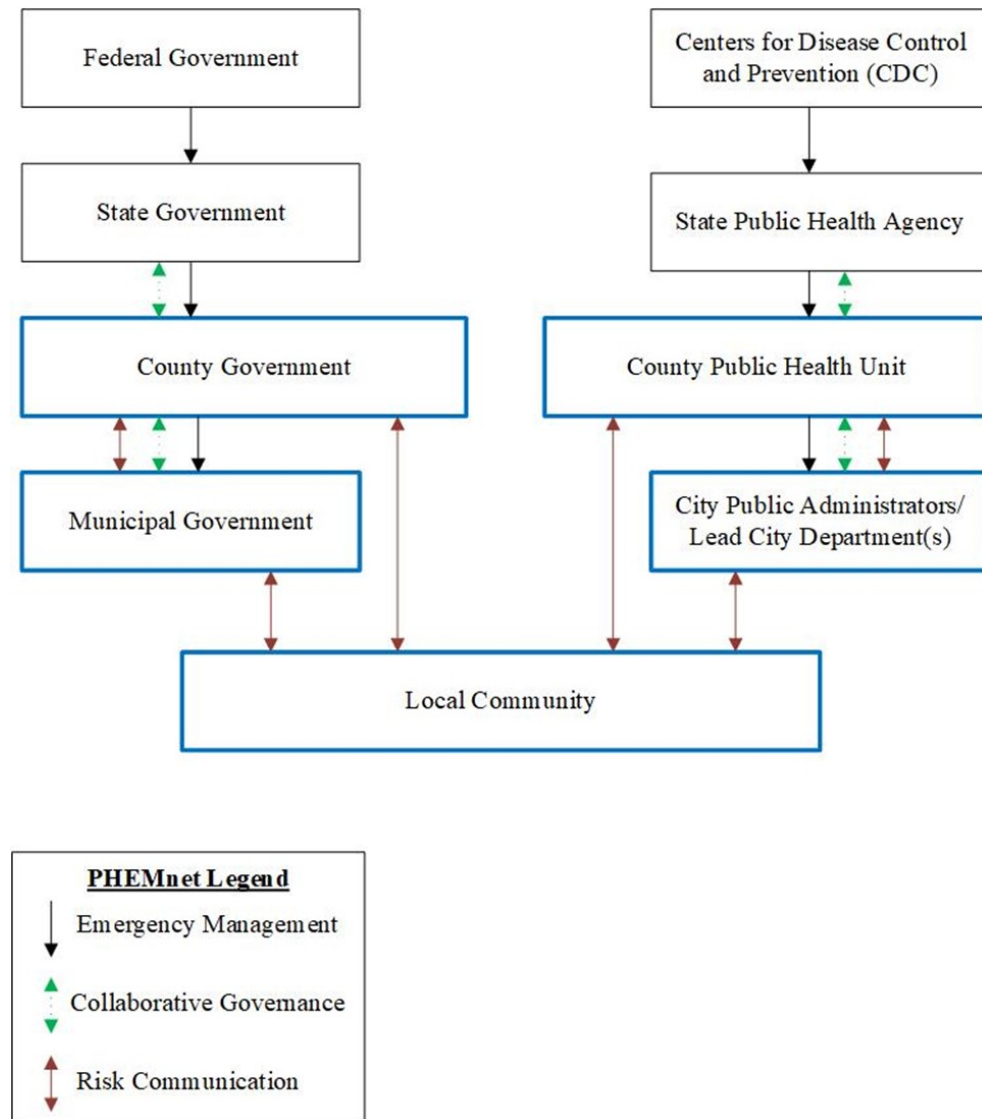 Federal Government
Centers for Disease Control
and Prevention (CDC)
State Government
State Public Health Agency
County Government
County Public Health Unit
Municipal Government
City Public Administrators/
Lead City Department(s)
Local Community
PHEMnet Legend
Emergency Management
Collaborative Governance
Risk Communication